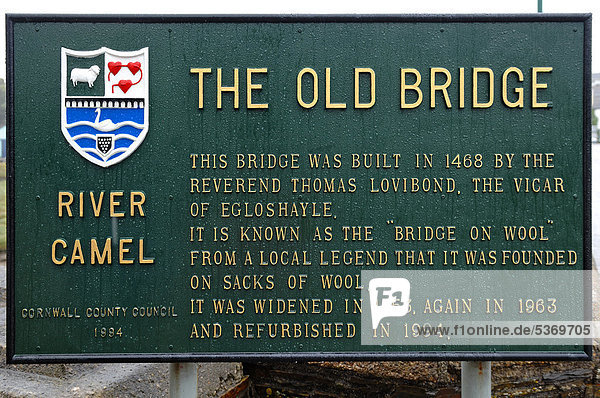 THE OLD BRIDGE
THIS BRIDGE WAS BUILT IN 1468 BY THE
REVEREND THOMAS LOVIBOND, THE VICAR
OF EGLOSHAYLE.
IT IS KNOWN AS THE "BRIDGE ON WOOL"
FROM A LOCAL LEGEND THAT IT WAS FOUNDED
ON SACKS OF WOOL
IT WAS WIDENED IN AGAIN IN 1963
AND REFURBISHED IN
RIVER
CAMEL
CORNWALL COUNTY COUNCIL
1994
F1online
www.f1online.de / 5369705